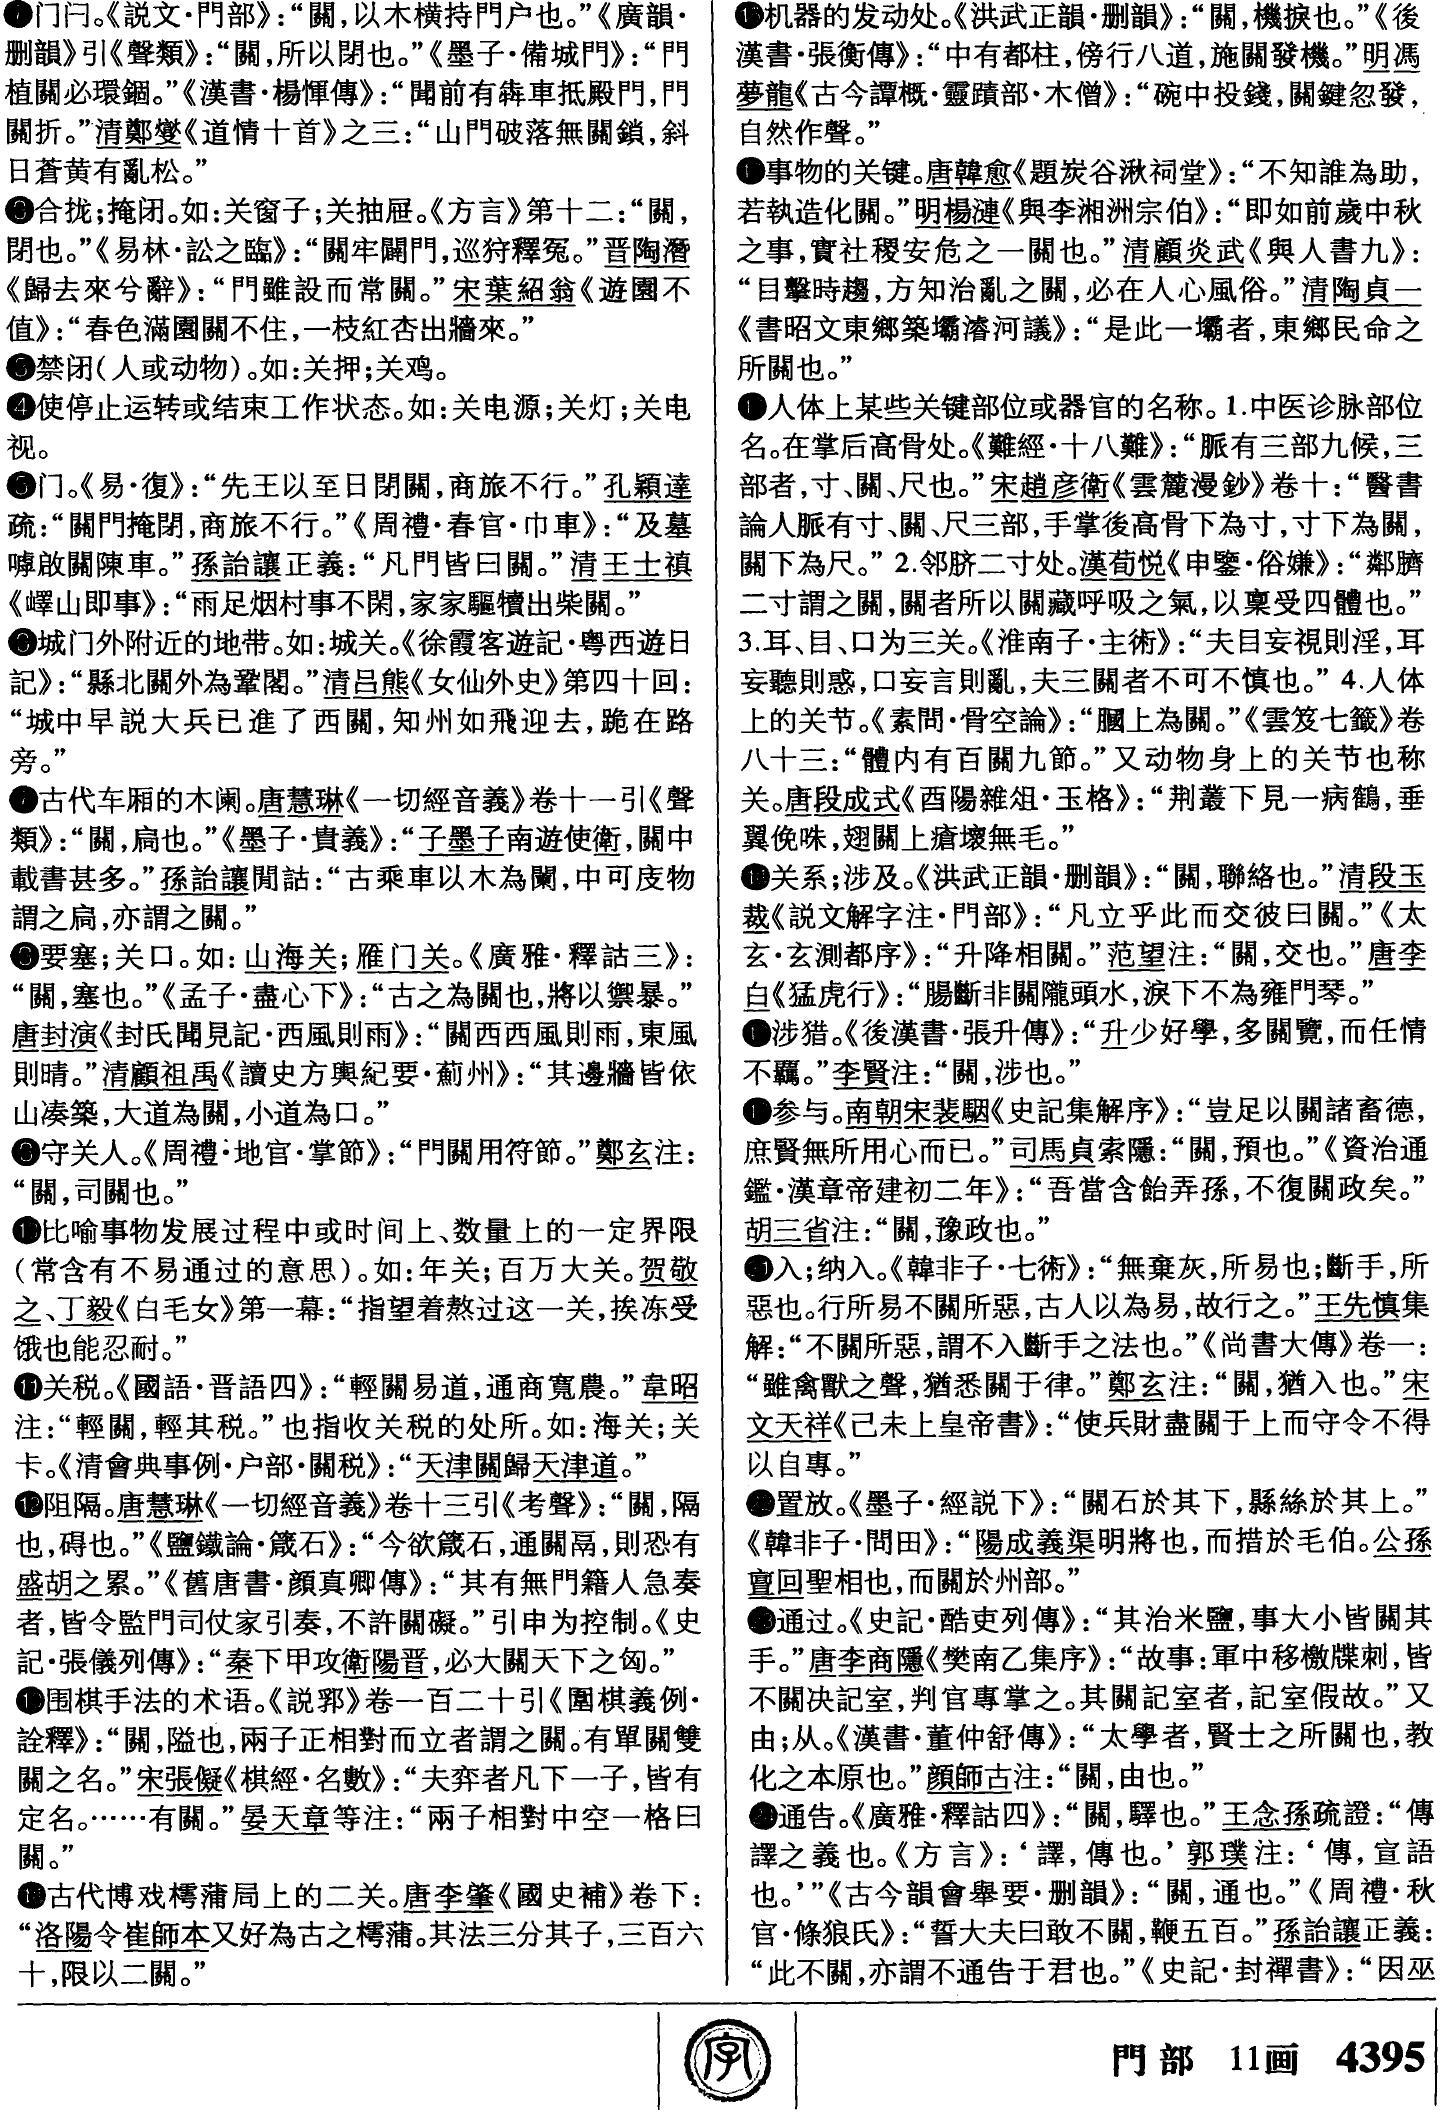 ❶门闩。《説文·門部》：“關，以木横持門户也。”《廣韻·
删韻》引《聲類》：“關，所以閉也。”《墨子·備城門》：“門
植關必環錮。”《漢書·楊惲傳》：“聞前有犇車抵殿門，門
關折。”清鄭燮《道情十首》之三：“山門破落無關鎖，斜
日蒼黄有亂松。”
❷合拢；掩闭。如：关窗子；关抽屉。《方言》第十二：“關，
閉也。”《易林·訟之臨》：“關牢闢門，巡狩釋冤。”晋陶潛
《歸去來兮辭》：“門雖設而常關。”宋葉紹翁《遊園不
值》：“春色滿園關不住，一枝紅杏出牆來。”
❸禁闭（人或动物）。如：关押；关鸡。
❹使停止运转或结束工作状态。如：关电源；关灯；关电
视。
❺门。《易·復》：“先王以至日閉關，商旅不行。”孔穎達
疏：“關門掩閉，商旅不行。”《周禮·春官·巾車》：“及墓
嘑啟關陳車。”孫詒讓正義：“凡門皆曰關。”清王士禛
《嶧山即事》：“雨足烟村事不閑，家家驅犢出柴關。”
❻城门外附近的地带。如：城关。《徐霞客遊記·粤西遊日
記》：“縣北關外為鞏閣。”清吕熊《女仙外史》第四十回：
“城中早説大兵已進了西關，知州如飛迎去，跪在路
旁。”
❼古代车厢的木阑。唐慧琳《一切經音義》卷十一引《聲
類》：“關，扃也。”《墨子·貴義》：“子墨子南遊使衛，關中
載書甚多。”孫詒讓閒詁：“古乘車以木為闌，中可庋物
謂之扃，亦謂之關。”
❽要塞；关口。如：山海关；雁门关。《廣雅·釋詁三》：
“關，塞也。”《孟子·盡心下》：“古之為關也，將以禦暴。”
唐封演《封氏聞見記·西風則雨》：“關西西風則雨，東風
則晴。”清顧祖禹《讀史方輿紀要·薊州》：“其邊牆皆依
山凑築，大道為關，小道為口。”
❾守关人。《周禮·地官·掌節》：“門關用符節。”鄭玄注：
“關，司關也。”
❿比喻事物发展过程中或时间上、数量上的一定界限
（常含有不易通过的意思）。如：年关；百万大关。贺敬
之、丁毅《白毛女》第一幕：“指望着熬过这一关，挨冻受
饿也能忍耐。”
⓫关税。《國語·晋語四》：“輕關易道，通商寬農。”韋昭
注：“輕關，輕其税。”也指收关税的处所。如：海关；关
卡。《清會典事例·户部·關税》：“天津關歸天津道。”
⓬阻隔。唐慧琳《一切經音義》卷十三引《考聲》：“關，隔
也，碍也。”《鹽鐵論·箴石》：“今欲箴石，通關鬲，則恐有
盛胡之累。”《舊唐書·顔真卿傳》：“其有無門籍人急奏
者，皆令監門司仗家引奏，不許關礙。”引申为控制。《史
記·張儀列傳》：“秦下甲攻衛陽晋，必大關天下之匈。”
⓭围棋手法的术语。《説郛》卷一百二十引《圍棋義例·
詮釋》：“關，隘也，兩子正相對而立者謂之關。有單關雙
關之名。”宋張儗《棋經·名數》：“夫弈者凡下一子，皆有
定名。……有關。”晏天章等注：“兩子相對中空一格曰
關。”
⓮古代博戏樗蒲局上的二关。唐李肇《國史補》卷下：
“洛陽令崔師本又好為古之樗蒲。其法三分其子，三百六
十，限以二關。”
⓯机器的发动处。《洪武正韻·删韻》：“關，機捩也。”《後
漢書·張衡傳》：“中有都柱，傍行八道，施關發機。”明馮
夢龍《古今譚概·靈蹟部·木僧》：“碗中投錢，關鍵忽發，
自然作聲。”
⓰事物的关键。唐韓愈《題炭谷湫祠堂》：“不知誰為助，
若執造化關。”明楊漣《與李湘洲宗伯》：“即如前歲中秋
之事，實社稷安危之一關也。”清顧炎武《與人書九》：
“目擊時趨，方知治亂之關，必在人心風俗。”清陶貞一
《書昭文東鄉築壩濬河議》：“是此一壩者，東鄉民命之
所關也。”
⓱人体上某些关键部位或器官的名称。1.中医诊脉部位
名。在掌后高骨处。《難經·十八難》：“脈有三部九候，三
部者，寸、關、尺也。”宋趙彦衛《雲麓漫鈔》卷十：“醫書
論人脈有寸、關、尺三部，手掌後高骨下為寸，寸下為關，
關下為尺。”2.邻脐二寸处。漢荀悦《申鑒·俗嫌》：“鄰臍
二寸謂之關，關者所以關藏呼吸之氣，以稟受四體也。”
3.耳、目、口为三关。《淮南子·主術》：“夫目妄視則淫，耳
妄聽則惑，口妄言則亂，夫三關者不可不慎也。”4.人体
上的关节。《素問·骨空論》：“膕上為關。”《雲笈七籤》卷
八十三：“體内有百關九節。”又动物身上的关节也称
关。唐段成式《酉陽雜俎·玉格》：“荆叢下見一病鶴，垂
翼俛咮，翅關上瘡壞無毛。”
⓲关系；涉及。《洪武正韻·删韻》：“關，聯絡也。”清段玉
裁《説文解字注·門部》：“凡立乎此而交彼曰關。”《太
玄·玄測都序》：“升降相關。”范望注：“關，交也。”唐李
白《猛虎行》：“腸斷非關隴頭水，淚下不為雍門琴。”
⓳涉猎。《後漢書·張升傳》：“升少好學，多關覽，而任情
不羈。”李賢注：“關，涉也。”
⓴参与。南朝宋裴駰《史記集解序》：“豈足以關諸畜德，
庶賢無所用心而已。”司馬貞索隱：“關，預也。”《資治通
鑑·漢章帝建初二年》：“吾當含飴弄孫，不復關政矣。”
胡三省注：“關，豫政也。”
㉑入；纳入。《韓非子·七術》：“無棄灰，所易也；斷手，所
惡也。行所易不關所惡，古人以為易，故行之。”王先慎集
解：“不關所惡，謂不入斷手之法也。”《尚書大傳》卷一：
“雖禽獸之聲，猶悉關于律。”鄭玄注：“關，猶入也。”宋
文天祥《己未上皇帝書》：“使兵財盡關于上而守令不得
以自專。”
㉒置放。《墨子·經説下》：“關石於其下，縣絲於其上。”
《韓非子·問田》：“陽成義渠明將也，而措於毛伯。公孫
亶回聖相也，而關於州部。”
㉓通过。《史記·酷吏列傳》：“其治米鹽，事大小皆關其
手。”唐李商隱《樊南乙集序》：“故事：軍中移檄牒刺，皆
不關决記室，判官專掌之。其關記室者，記室假故。”又
由；从。《漢書·董仲舒傳》：“太學者，賢士之所關也，教
化之本原也。”顔師古注：“關，由也。”
㉔通告。《廣雅·釋詁四》：“關，驛也。”王念孫疏證：“傳
譯之義也。《方言》：‘譯，傳也。’郭璞注：‘傳，宣語
也。’”《古今韻會舉要·删韻》：“關，通也。”《周禮·秋
官·條狼氏》：“誓大夫曰敢不關，鞭五百。”孫詒讓正義：
“此不關，亦謂不通告于君也。”《史記·封禪書》：“因巫
字
門部 11画 4395